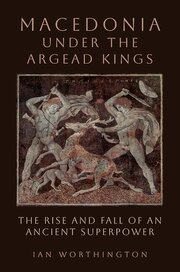 MACEDONIA
UNDER THE
ARGEAD KINGS
THE RISE AND FALL OF AN
ANCIENT SUPERPOWER
IAN WORTHINGTON